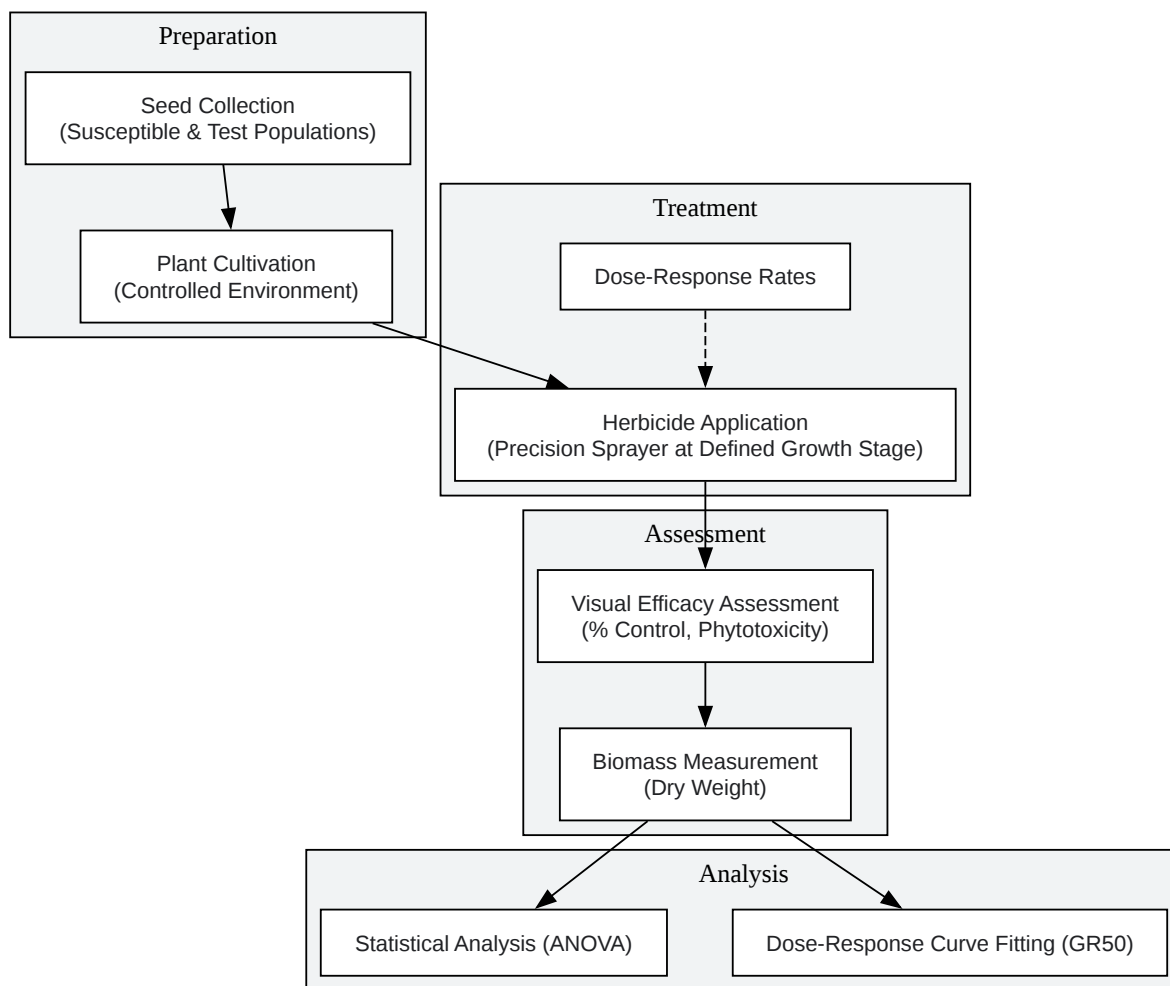 Preparation
Seed Collection
(Susceptible & Test Populations)
Plant Cultivation
(Controlled Environment)
Treatment
Dose-Response Rates
Herbicide Application
(Precision Sprayer at Defined Growth Stage)
Assessment
Visual Efficacy Assessment
(% Control, Phytotoxicity)
Biomass Measurement
(Dry Weight)
Analysis
Statistical Analysis (ANOVA)
Dose-Response Curve Fitting (GR50)